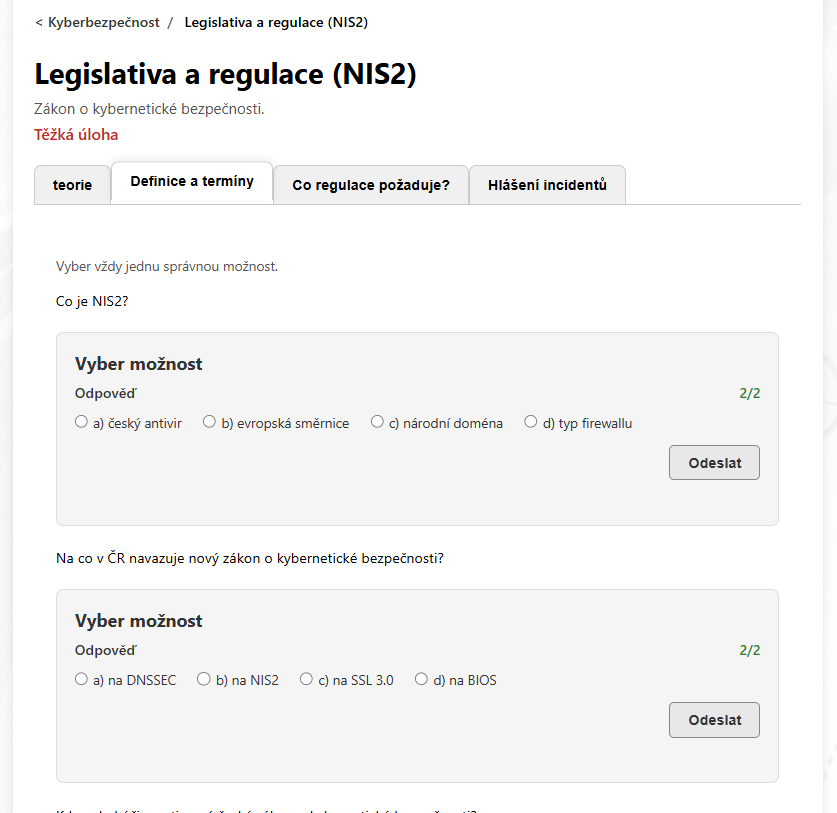 < Kyberbezpečnost / Legislativa a regulace (NIS2)
Legislativa a regulace (NIS2)
Zákon o kybernetické bezpečnosti.
Těžká úloha
teorie Definice a termíny Co regulace požaduje? Hlášení incidentů
Vyber vždy jednu správnou možnost.
Co je NIS2?
Vyber možnost
Odpověď 2/2
a) český antivir b) evropská směrnice c) národní doména d) typ firewallu
Odeslat
Na co v ČR navazuje nový zákon o kybernetické bezpečnosti?
Vyber možnost
Odpověď 2/2
a) na DNSSEC b) na NIS2 c) na SSL 3.0 d) na BIOS
Odeslat